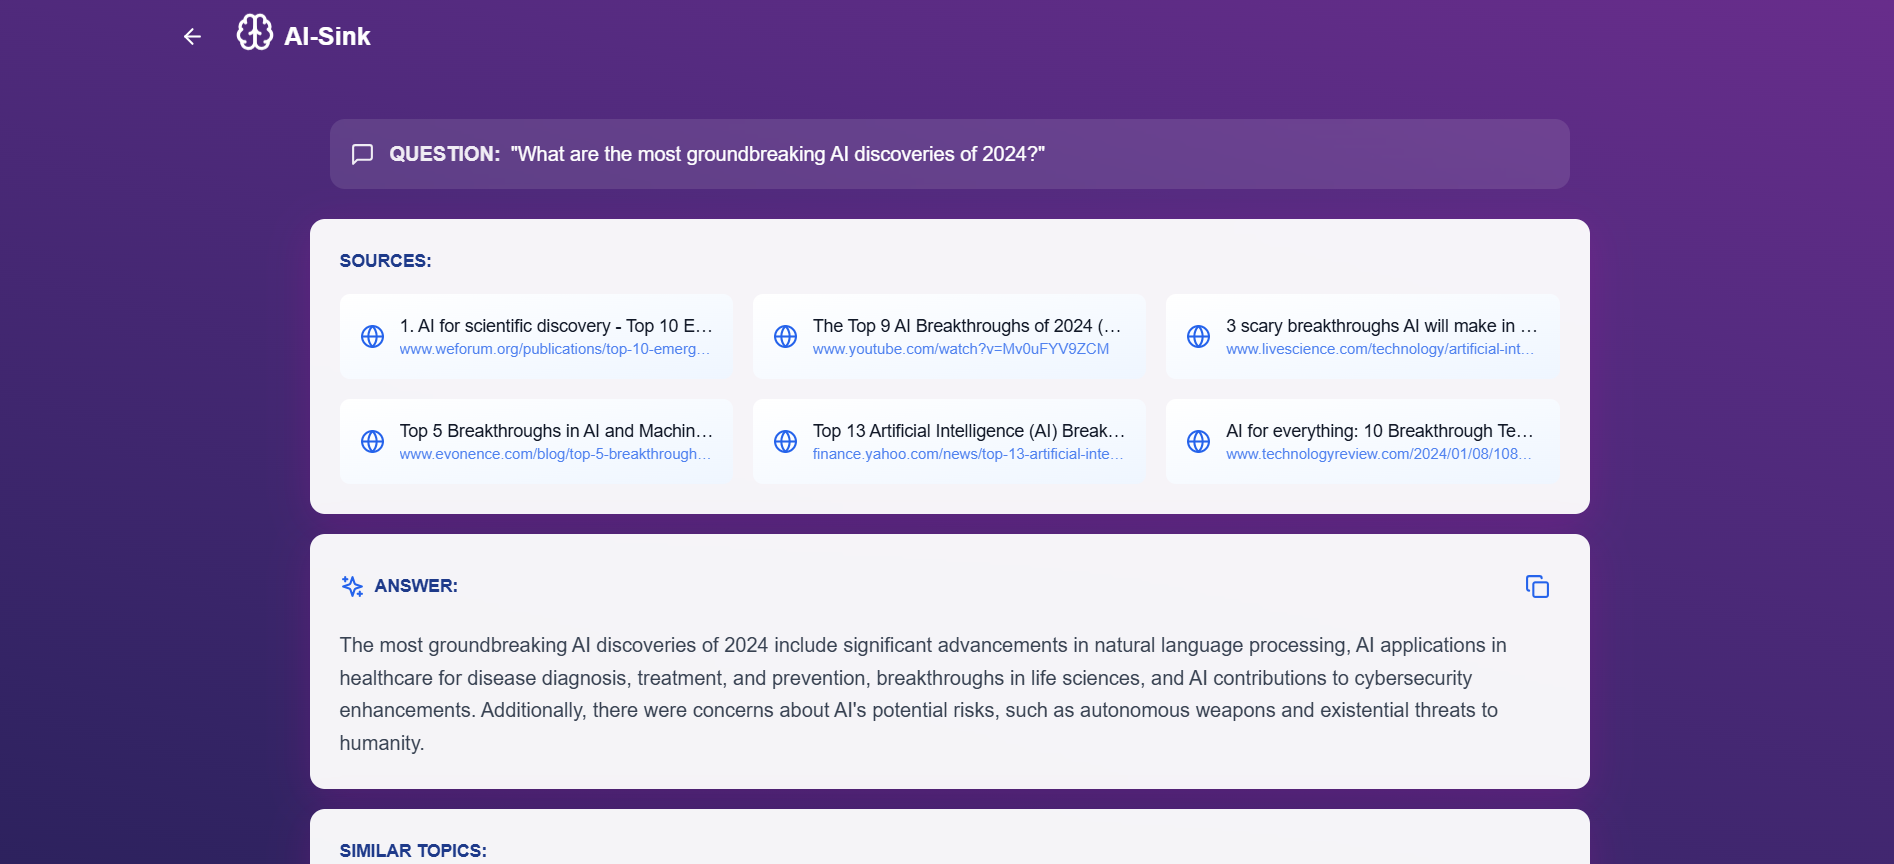 AI-Sink
QUESTION: "What are the most groundbreaking AI discoveries of 2024?"
SOURCES:
1. AI for scientific discovery - Top 10 E…
www.weforum.org/publications/top-10-emerg…
The Top 9 AI Breakthroughs of 2024 (…
www.youtube.com/watch?v=Mv0uFYV9ZCM
3 scary breakthroughs AI will make in …
www.livescience.com/technology/artificial-int…
Top 5 Breakthroughs in AI and Machin…
www.evonence.com/blog/top-5-breakthrough…
Top 13 Artificial Intelligence (AI) Break…
finance.yahoo.com/news/top-13-artificial-inte…
AI for everything: 10 Breakthrough Te…
www.technologyreview.com/2024/01/08/108…
ANSWER:
The most groundbreaking AI discoveries of 2024 include significant advancements in natural language processing, AI applications in
healthcare for disease diagnosis, treatment, and prevention, breakthroughs in life sciences, and AI contributions to cybersecurity
enhancements. Additionally, there were concerns about AI's potential risks, such as autonomous weapons and existential threats to
humanity.
SIMILAR TOPICS: